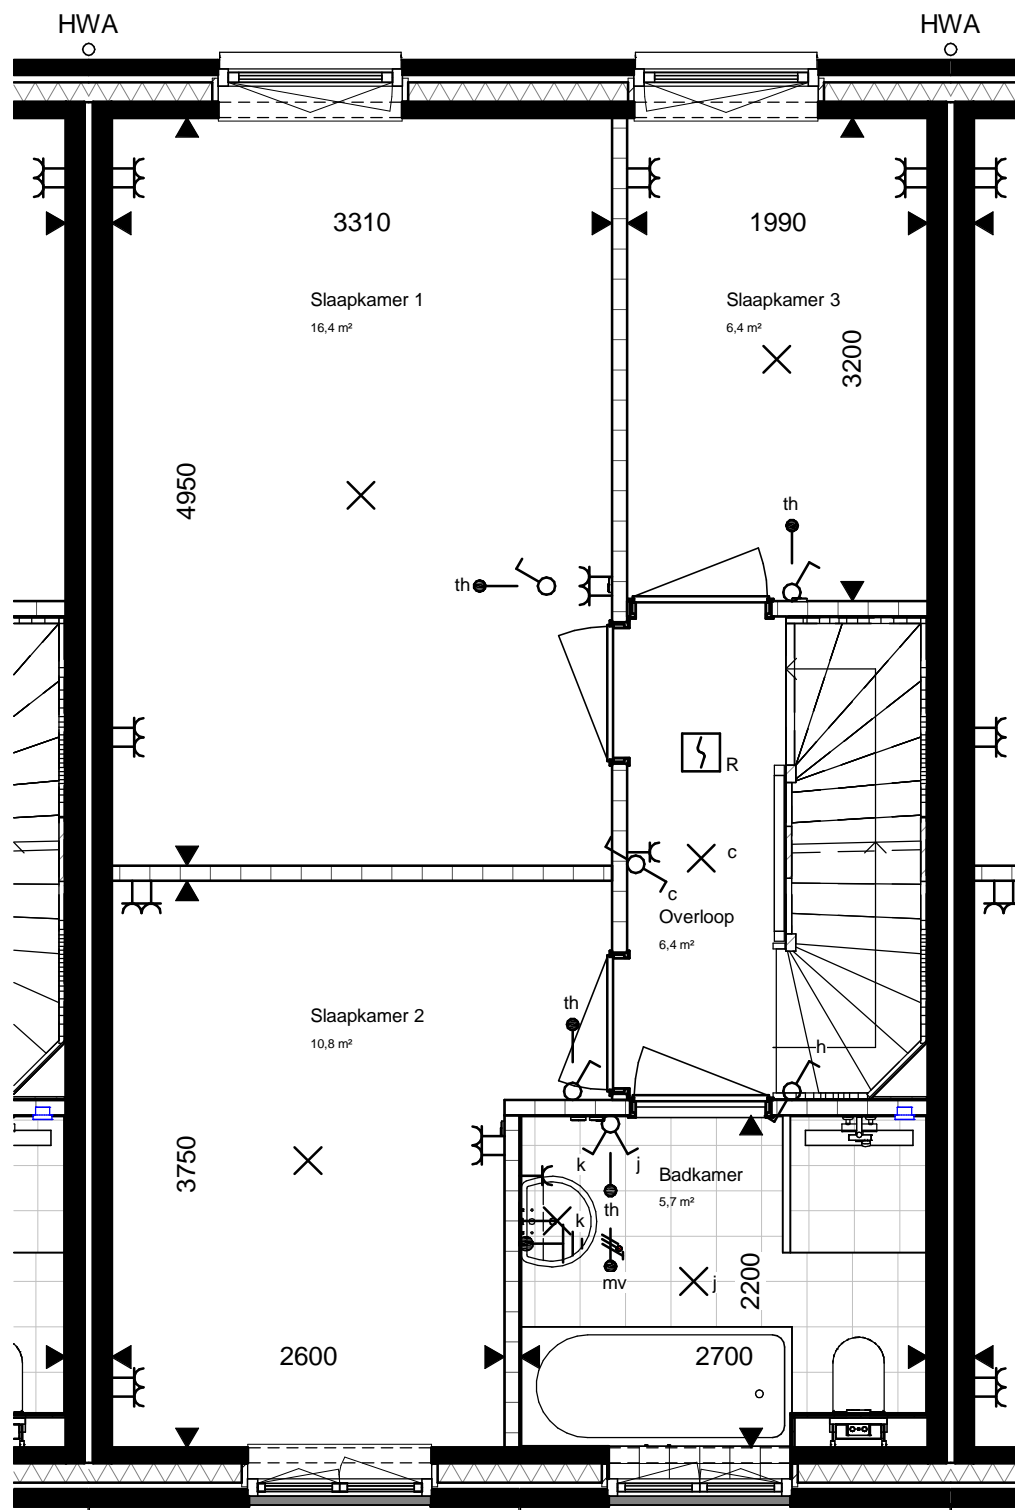 HWA
HWA
3310
1990
Slaapkamer 1
16,4 m²
Slaapkamer 3
6,4 m²
3200
4950
th
th
R
c
c
Overloop
6,4 m²
th
Slaapkamer 2
10,8 m²
h
3750
k
j
Badkamer
5,7 m²
th
k
mv
j
2200
2600
2700